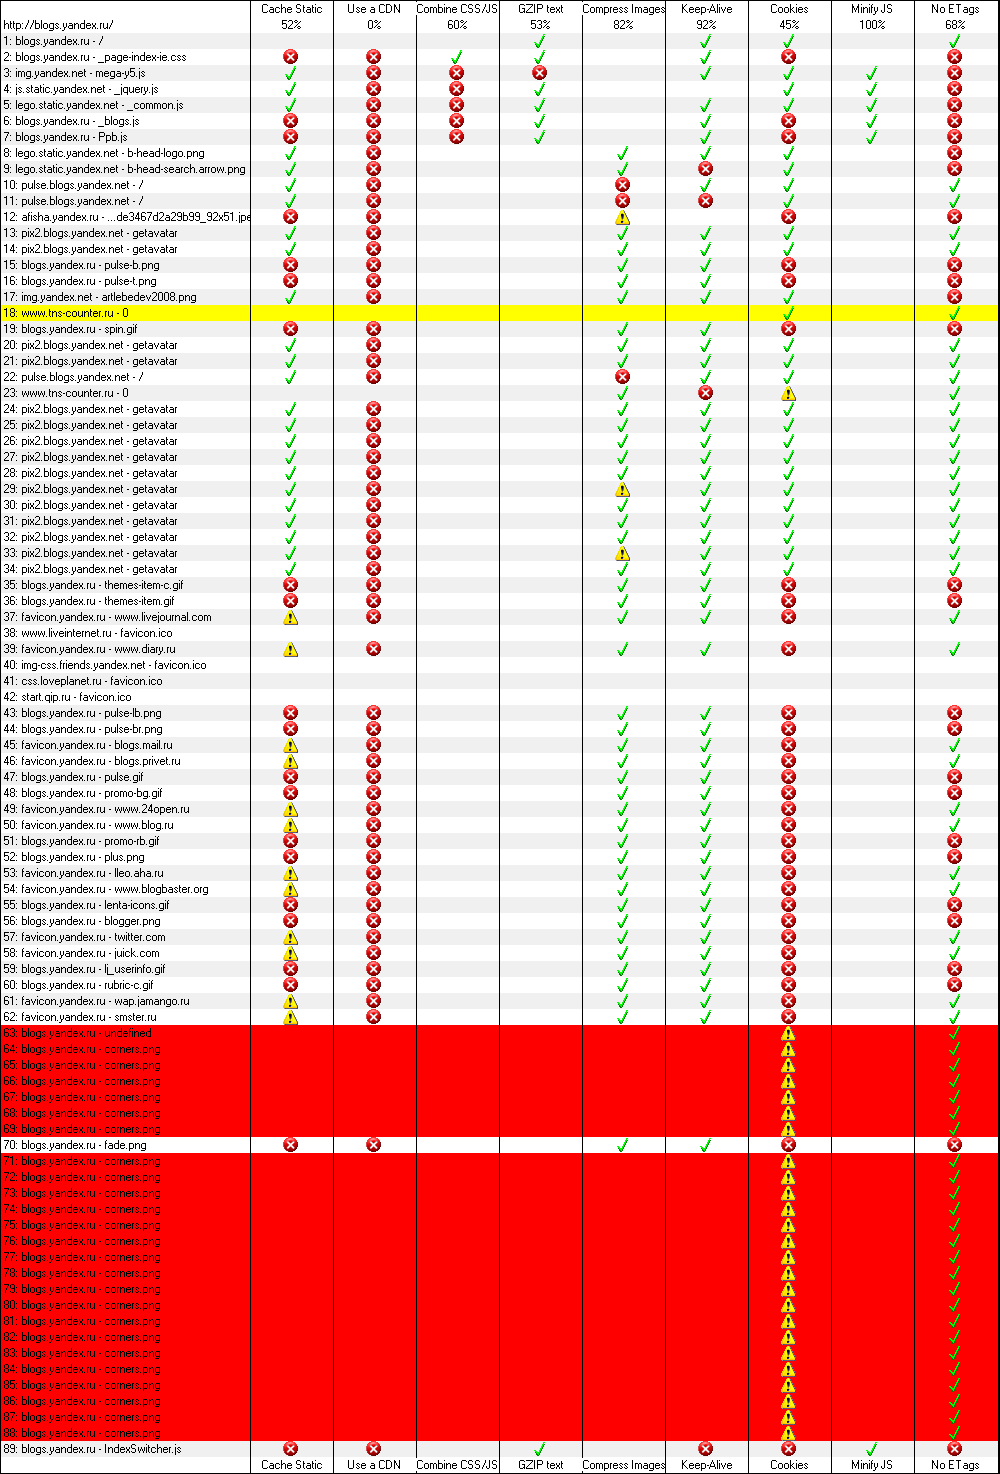 Cache Static Use a CDN Combine CSS/JS GZIP text Compress Images Keep-Alive Cookies Minify JS No ETags
http://blogs.yandex.ru/ 52% 0% 60% 53% 82% 92% 45% 100% 68%
1: blogs.yandex.ru - /
2: blogs.yandex.ru - _page-index-ie.css
3: img.yandex.net - mega-y5.js
4: js.static.yandex.net - _jquery.js
5: lego.static.yandex.net - _common.js
6: blogs.yandex.ru - _blogs.js
7: blogs.yandex.ru - Ppb.js
8: lego.static.yandex.net - b-head-logo.png
9: lego.static.yandex.net - b-head-search.arrow.png
10: pulse.blogs.yandex.net - /
11: pulse.blogs.yandex.net - /
12: afisha.yandex.ru - ...de3467d2a29b99_92x51.jpe
13: pix2.blogs.yandex.net - getavatar
14: pix2.blogs.yandex.net - getavatar
15: blogs.yandex.ru - pulse-b.png
16: blogs.yandex.ru - pulse-t.png
17: img.yandex.net - artlebedev2008.png
18: www.tns-counter.ru - 0
19: blogs.yandex.ru - spin.gif
20: pix2.blogs.yandex.net - getavatar
21: pix2.blogs.yandex.net - getavatar
22: pulse.blogs.yandex.net - /
23: www.tns-counter.ru - 0
24: pix2.blogs.yandex.net - getavatar
25: pix2.blogs.yandex.net - getavatar
26: pix2.blogs.yandex.net - getavatar
27: pix2.blogs.yandex.net - getavatar
28: pix2.blogs.yandex.net - getavatar
29: pix2.blogs.yandex.net - getavatar
30: pix2.blogs.yandex.net - getavatar
31: pix2.blogs.yandex.net - getavatar
32: pix2.blogs.yandex.net - getavatar
33: pix2.blogs.yandex.net - getavatar
34: pix2.blogs.yandex.net - getavatar
35: blogs.yandex.ru - themes-item-c.gif
36: blogs.yandex.ru - themes-item.gif
37: favicon.yandex.ru - www.livejournal.com
38: www.liveinternet.ru - favicon.ico
39: favicon.yandex.ru - www.diary.ru
40: img-css.friends.yandex.net - favicon.ico
41: css.loveplanet.ru - favicon.ico
42: start.qip.ru - favicon.ico
43: blogs.yandex.ru - pulse-lb.png
44: blogs.yandex.ru - pulse-br.png
45: favicon.yandex.ru - blogs.mail.ru
46: favicon.yandex.ru - blogs.privet.ru
47: blogs.yandex.ru - pulse.gif
48: blogs.yandex.ru - promo-bg.gif
49: favicon.yandex.ru - www.24open.ru
50: favicon.yandex.ru - www.blog.ru
51: blogs.yandex.ru - promo-rb.gif
52: blogs.yandex.ru - plus.png
53: favicon.yandex.ru - lleo.aha.ru
54: favicon.yandex.ru - www.blogbaster.org
55: blogs.yandex.ru - lenta-icons.gif
56: blogs.yandex.ru - blogger.png
57: favicon.yandex.ru - twitter.com
58: favicon.yandex.ru - juick.com
59: blogs.yandex.ru - lj_userinfo.gif
60: blogs.yandex.ru - rubric-c.gif
61: favicon.yandex.ru - wap.jamango.ru
62: favicon.yandex.ru - smster.ru
63: blogs.yandex.ru - undefined
64: blogs.yandex.ru - corners.png
65: blogs.yandex.ru - corners.png
66: blogs.yandex.ru - corners.png
67: blogs.yandex.ru - corners.png
68: blogs.yandex.ru - corners.png
69: blogs.yandex.ru - corners.png
70: blogs.yandex.ru - fade.png
71: blogs.yandex.ru - corners.png
72: blogs.yandex.ru - corners.png
73: blogs.yandex.ru - corners.png
74: blogs.yandex.ru - corners.png
75: blogs.yandex.ru - corners.png
76: blogs.yandex.ru - corners.png
77: blogs.yandex.ru - corners.png
78: blogs.yandex.ru - corners.png
79: blogs.yandex.ru - corners.png
80: blogs.yandex.ru - corners.png
81: blogs.yandex.ru - corners.png
82: blogs.yandex.ru - corners.png
83: blogs.yandex.ru - corners.png
84: blogs.yandex.ru - corners.png
85: blogs.yandex.ru - corners.png
86: blogs.yandex.ru - corners.png
87: blogs.yandex.ru - corners.png
88: blogs.yandex.ru - corners.png
89: blogs.yandex.ru - IndexSwitcher.js
Cache Static Use a CDN Combine CSS/JS GZIP text Compress Images Keep-Alive Cookies Minify JS No ETags